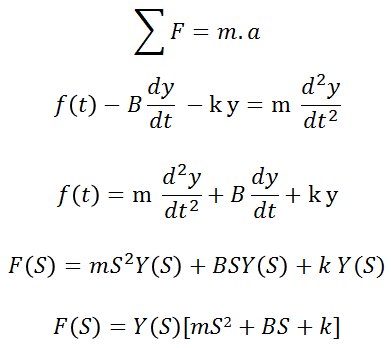 ∑ F = m.a
f(t) − B dy/dt − k y = m d²y/dt²
f(t) = m d²y/dt² + B dy/dt + k y
F(S) = mS²Y(S) + BSY(S) + k Y(S)
F(S) = Y(S)[mS² + BS + k]